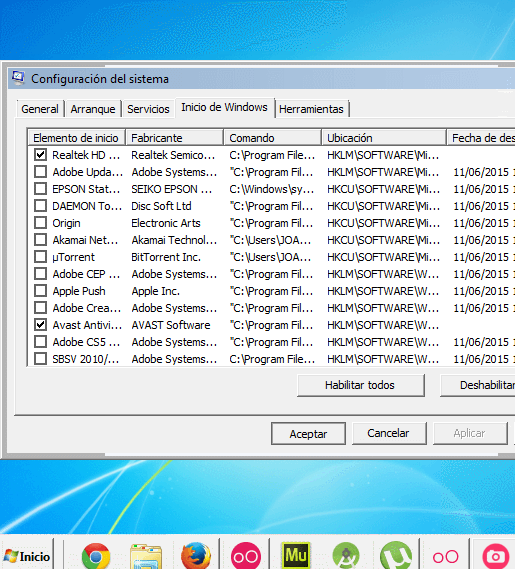 Configuración del sistema
General Arranque Servicios Inicio de Windows Herramientas
Elemento de inicio Fabricante Comando Ubicación Fecha de des
Realtek HD ... Realtek Semico... C:\Program File... HKLM\SOFTWARE\Mi...
Adobe Upda... Adobe Systems... "C:\Program Fil... HKLM\SOFTWARE\Mi... 11/06/2015 1
EPSON Stat... SEIKO EPSON ... C:\Windows\sy... HKCU\SOFTWARE\Mi... 11/06/2015 1
DAEMON To... Disc Soft Ltd "C:\Program Fil... HKCU\SOFTWARE\Mi... 11/06/2015 1
Origin Electronic Arts "C:\Program Fil... HKCU\SOFTWARE\Mi... 11/06/2015 1
Akamai Net... Akamai Technol... "C:\Users\JOA... HKCU\SOFTWARE\Mi... 11/06/2015 1
µTorrent BitTorrent Inc. "C:\Users\JOA... HKCU\SOFTWARE\Mi... 11/06/2015 1
Adobe CEP ... Adobe Systems... "C:\Program Fil... HKLM\SOFTWARE\W... 11/06/2015 1
Apple Push Apple Inc. "C:\Program Fil... HKLM\SOFTWARE\W... 11/06/2015 1
Adobe Crea... Adobe Systems... "C:\Program Fil... HKLM\SOFTWARE\W... 11/06/2015 1
Avast Antivi... AVAST Software "C:\Program Fil... HKLM\SOFTWARE\W...
Adobe CS5 ... Adobe Systems... "C:\Program Fil... HKLM\SOFTWARE\W... 11/06/2015 1
SBSV 2010/... Adobe Systems... C:\Program File... HKLM\SOFTWARE\W... 11/06/2015 1
Habilitar todos Deshabilitar
Aceptar Cancelar Aplicar
Inicio Mu